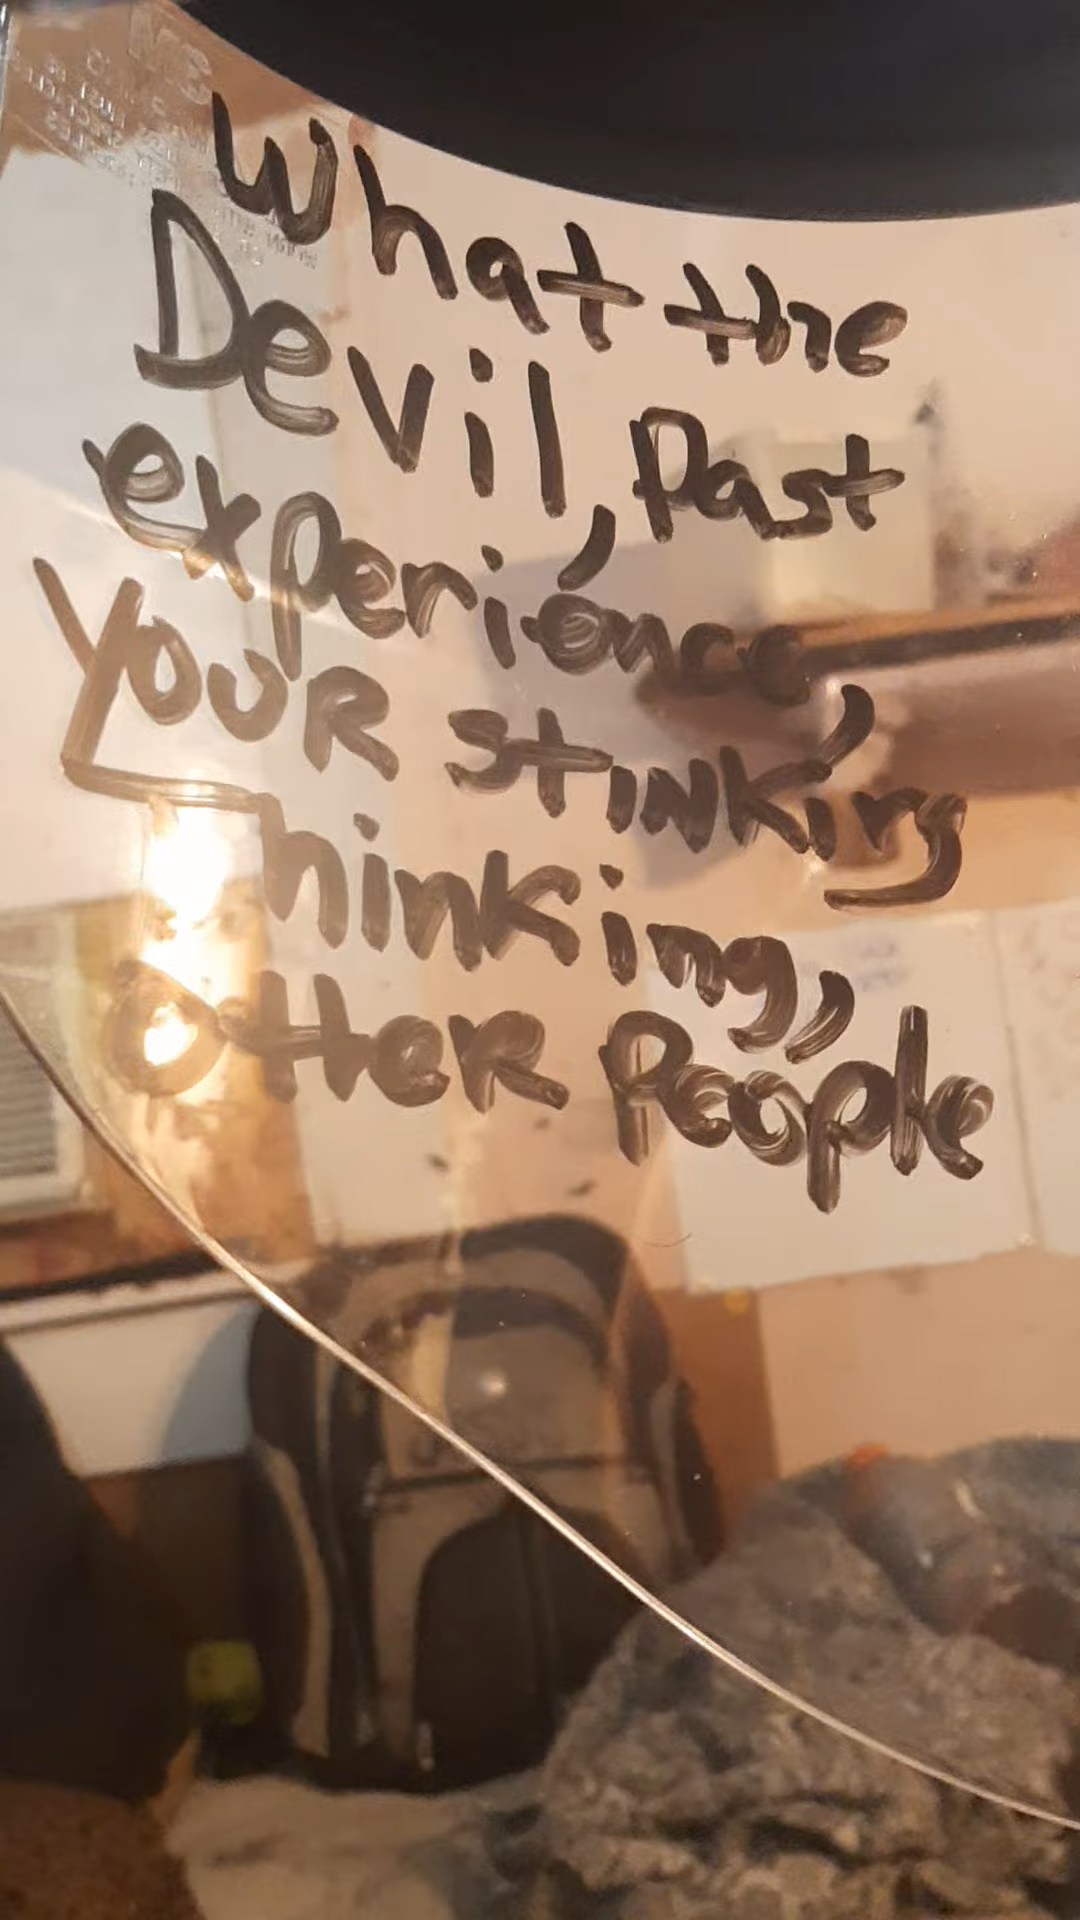 What the
Devil, Past
experience,
YOUR stinking
Thinking,
Other People